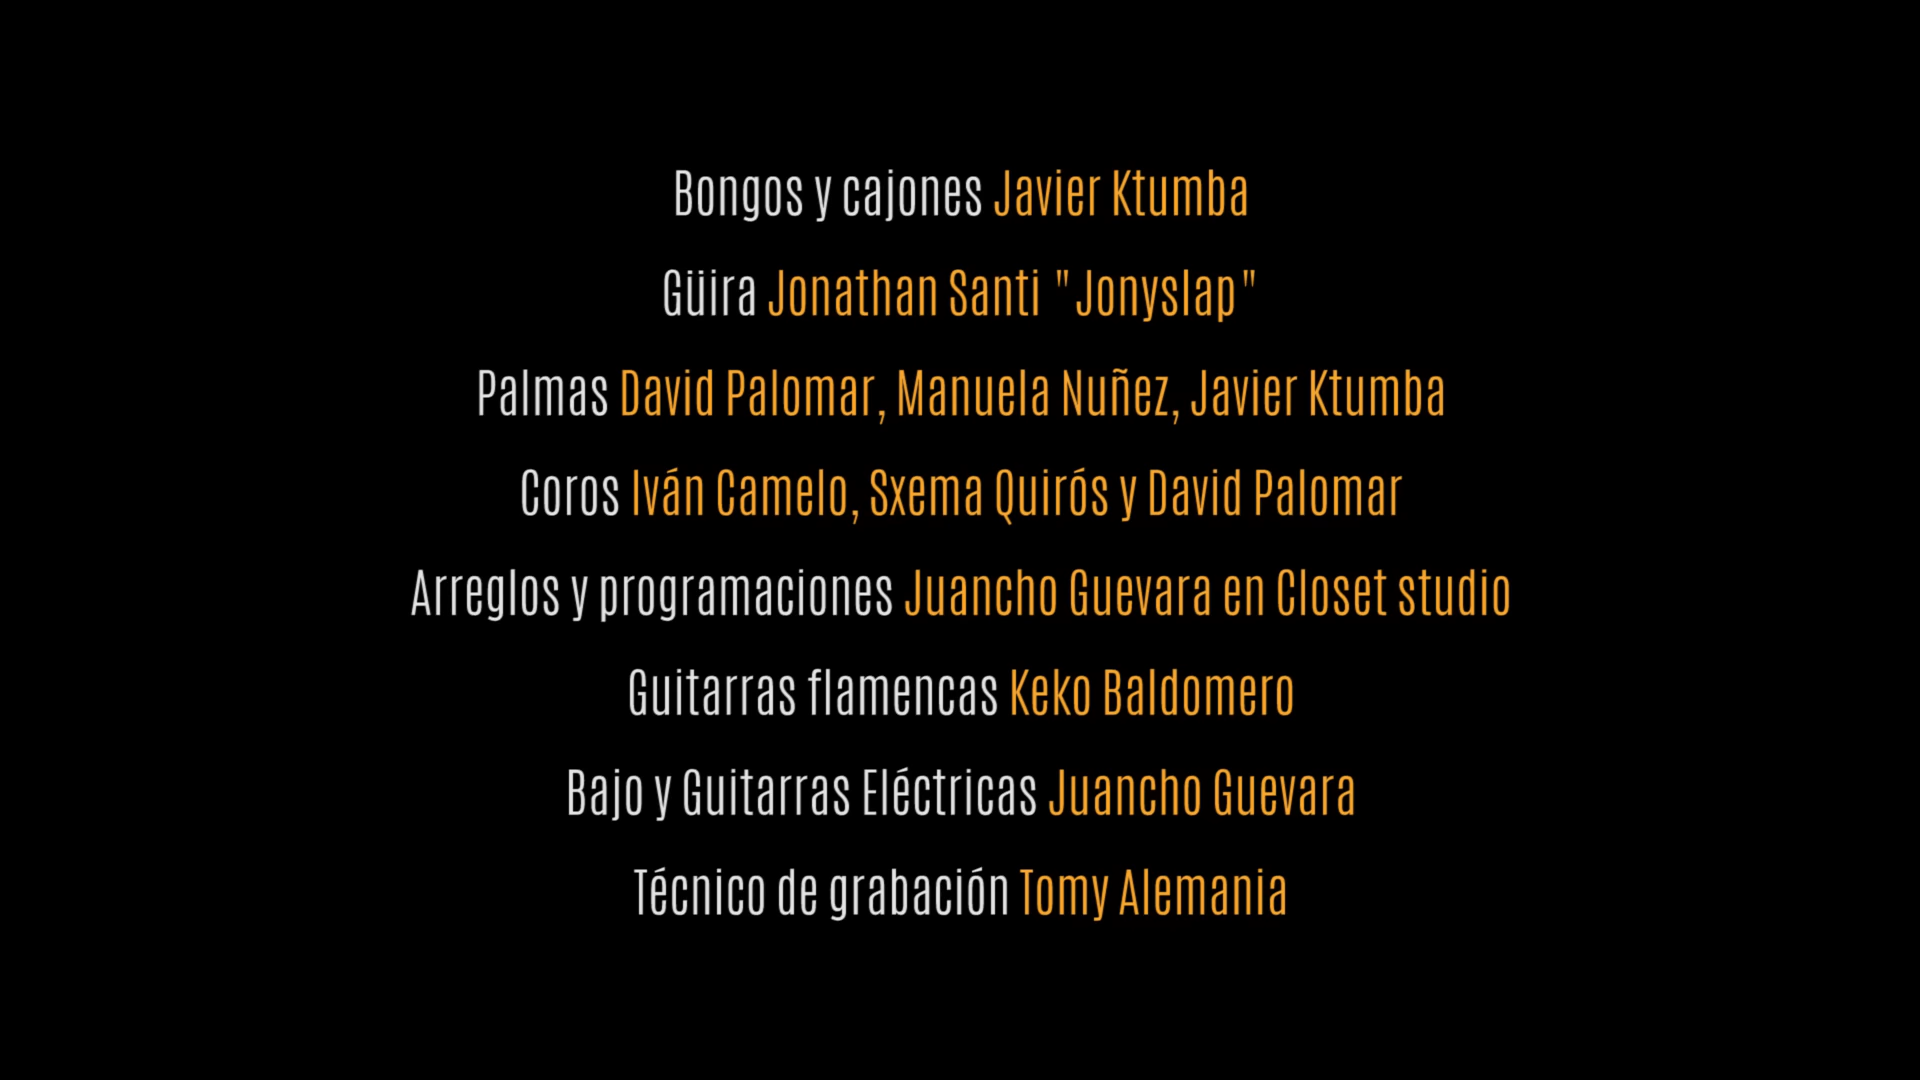 Bongos y cajones Javier Ktumba
Güira Jonathan Santi "Jonyslap"
Palmas David Palomar, Manuela Nuñez, Javier Ktumba
Coros Iván Camelo, Sxema Quirós y David Palomar
Arreglos y programaciones Juancho Guevara en Closet studio
Guitarras flamencas Keko Baldomero
Bajo y Guitarras Eléctricas Juancho Guevara
Técnico de grabación Tomy Alemania